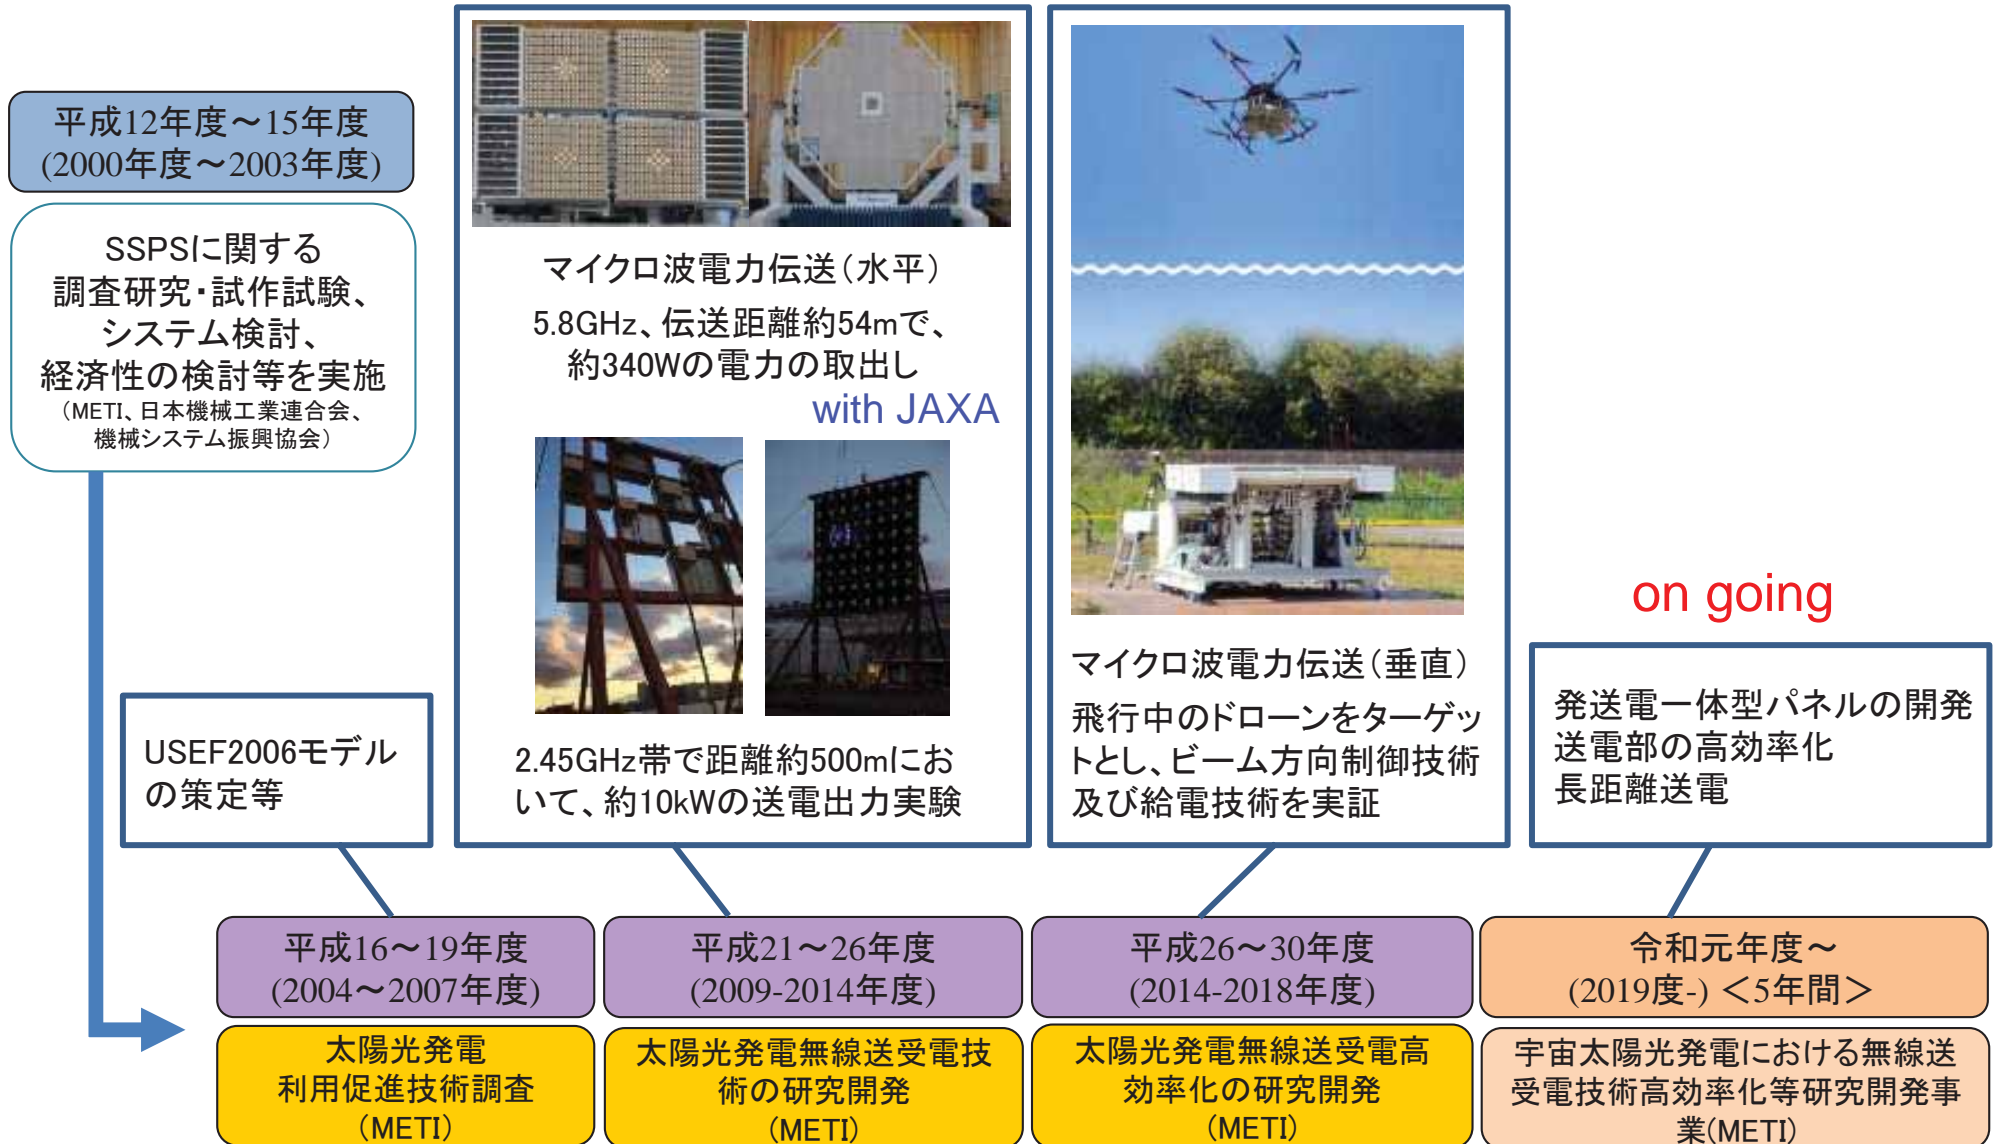 平成12年度～15年度
(2000年度～2003年度)
SSPSに関する
調査研究・試作試験、
システム検討、
経済性の検討等を実施
（METI、日本機械工業連合会、
機械システム振興協会）
マイクロ波電力伝送（水平）
5.8GHz、伝送距離約54mで、
約340Wの電力の取出し
with JAXA
2.45GHz帯で距離約500mにお
いて、約10kWの送電出力実験
マイクロ波電力伝送（垂直）
飛行中のドローンをターゲッ
トとし、ビーム方向制御技術
及び給電技術を実証
on going
発送電一体型パネルの開発
送電部の高効率化
長距離送電
USEF2006モデル
の策定等
平成16～19年度
(2004～2007年度)
太陽光発電
利用促進技術調査
(METI)
平成21～26年度
(2009-2014年度)
太陽光発電無線送受電技
術の研究開発
(METI)
平成26～30年度
(2014-2018年度)
太陽光発電無線送受電高
効率化の研究開発
(METI)
令和元年度～
(2019度-) ＜5年間＞
宇宙太陽光発電における無線送
受電技術高効率化等研究開発事
業(METI)